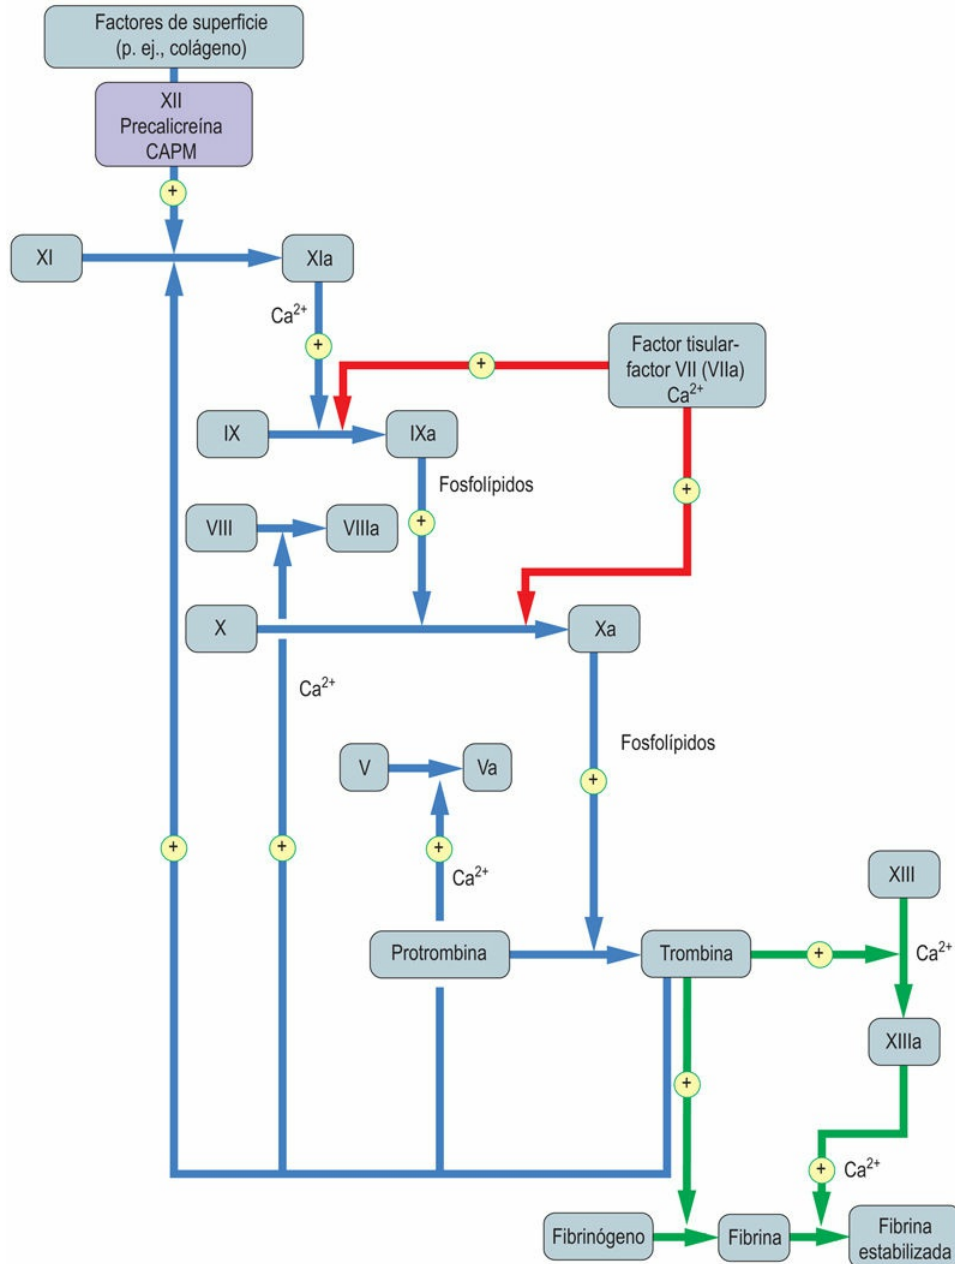 Factores de superficie
(p. ej., colágeno)
XII
Precalicreína
CAPM
+
XI
XIa
Ca²⁺
+
+
Factor tisular-
factor VII (VIIa)
Ca²⁺
IX
IXa
Fosfolípidos
+
+
VIII
VIIIa
X
Xa
Ca²⁺
Fosfolípidos
V
Va
+
+
+
+
Ca²⁺
XIII
Protrombina
Trombina
+
Ca²⁺
XIIIa
+
+
Ca²⁺
Fibrinógeno
Fibrina
Fibrina
estabilizada